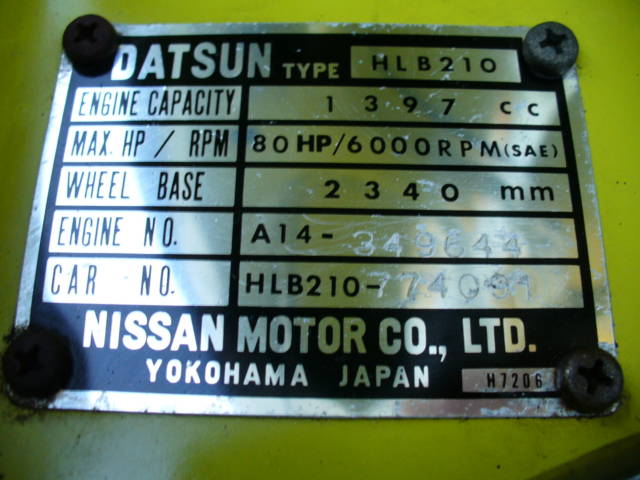 DATSUN TYPE HLB210
ENGINE CAPACITY 1397 cc
MAX. HP / RPM 80HP/6000RPM(SAE)
WHEEL BASE 2340 mm
ENGINE NO. A14-349644
CAR NO. HLB210-774091
NISSAN MOTOR CO., LTD.
YOKOHAMA JAPAN H7206